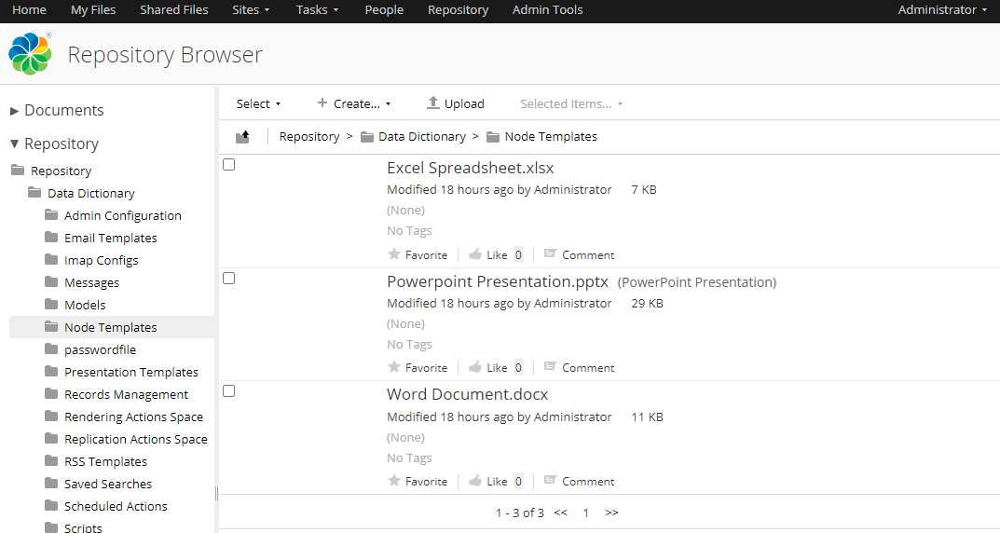 Home My Files Shared Files Sites Tasks People Repository Admin Tools Administrator
® Repository Browser
Documents
Repository
Repository
Data Dictionary
Admin Configuration
Email Templates
Imap Configs
Messages
Models
Node Templates
passwordfile
Presentation Templates
Records Management
Rendering Actions Space
Replication Actions Space
RSS Templates
Saved Searches
Scheduled Actions
Scripts
Select + Create... Upload Selected Items...
Repository > Data Dictionary > Node Templates
Excel Spreadsheet.xlsx
Modified 18 hours ago by Administrator 7 KB
(None)
No Tags
Favorite Like 0 Comment
Powerpoint Presentation.pptx (PowerPoint Presentation)
Modified 18 hours ago by Administrator 29 KB
(None)
No Tags
Favorite Like 0 Comment
Word Document.docx
Modified 18 hours ago by Administrator 11 KB
(None)
No Tags
Favorite Like 0 Comment
1 - 3 of 3 << 1 >>